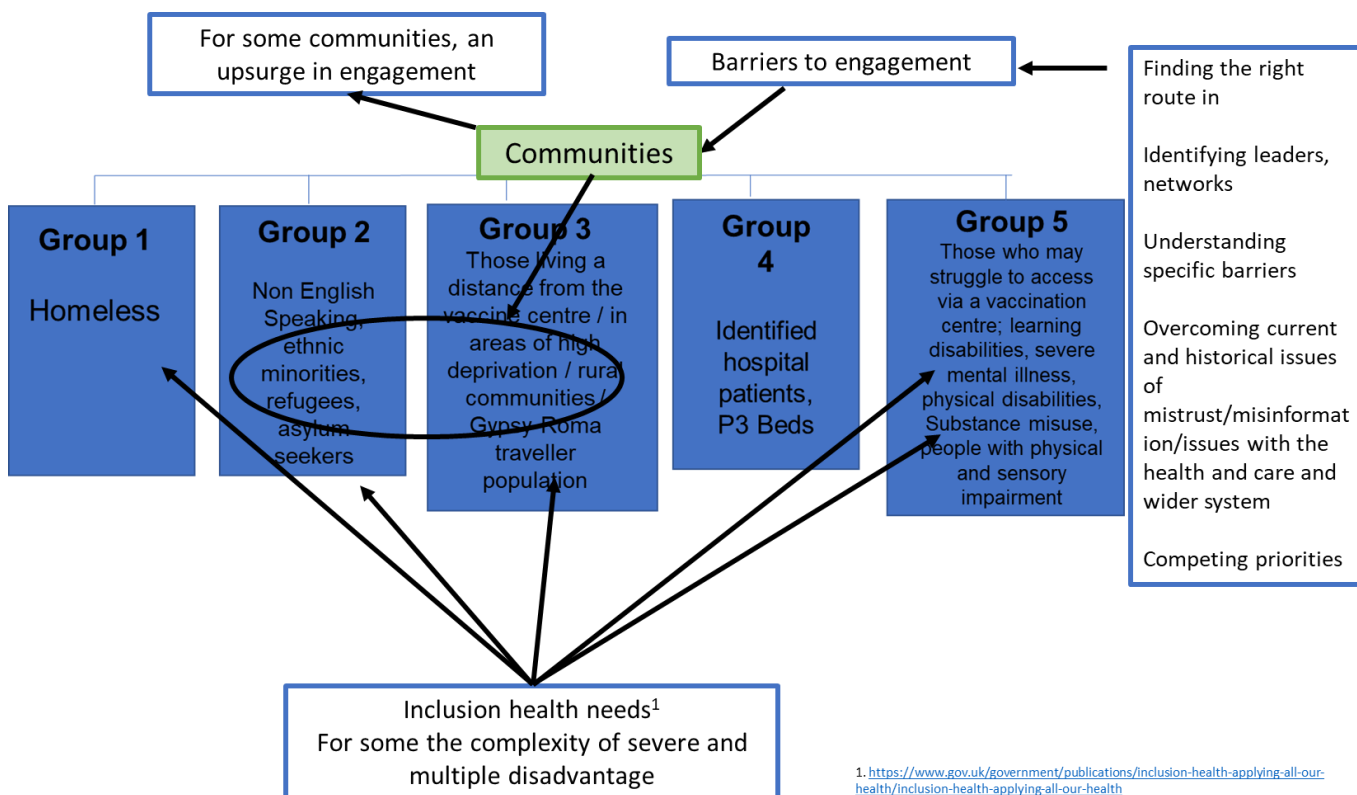 For some communities, an
upsurge in engagement
Barriers to engagement
Communities
Group 1
Homeless
Group 2
Non English
Speaking,
ethnic
minorities,
refugees,
asylum
seekers
Group 3
Those living a
distance from the
vaccine centre / in
areas of high
deprivation / rural
communities /
Gypsy Roma
traveller
population
Group
4
Identified
hospital
patients,
P3 Beds
Group 5
Those who may
struggle to access
via a vaccination
centre; learning
disabilities, severe
mental illness,
physical disabilities,
Substance misuse,
people with physical
and sensory
impairment
Finding the right
route in
Identifying leaders,
networks
Understanding
specific barriers
Overcoming current
and historical issues
of
mistrust/misinformat
ion/issues with the
health and care and
wider system
Competing priorities
Inclusion health needs1
For some the complexity of severe and
multiple disadvantage
1. https://www.gov.uk/government/publications/inclusion-health-applying-all-our-
health/inclusion-health-applying-all-our-health